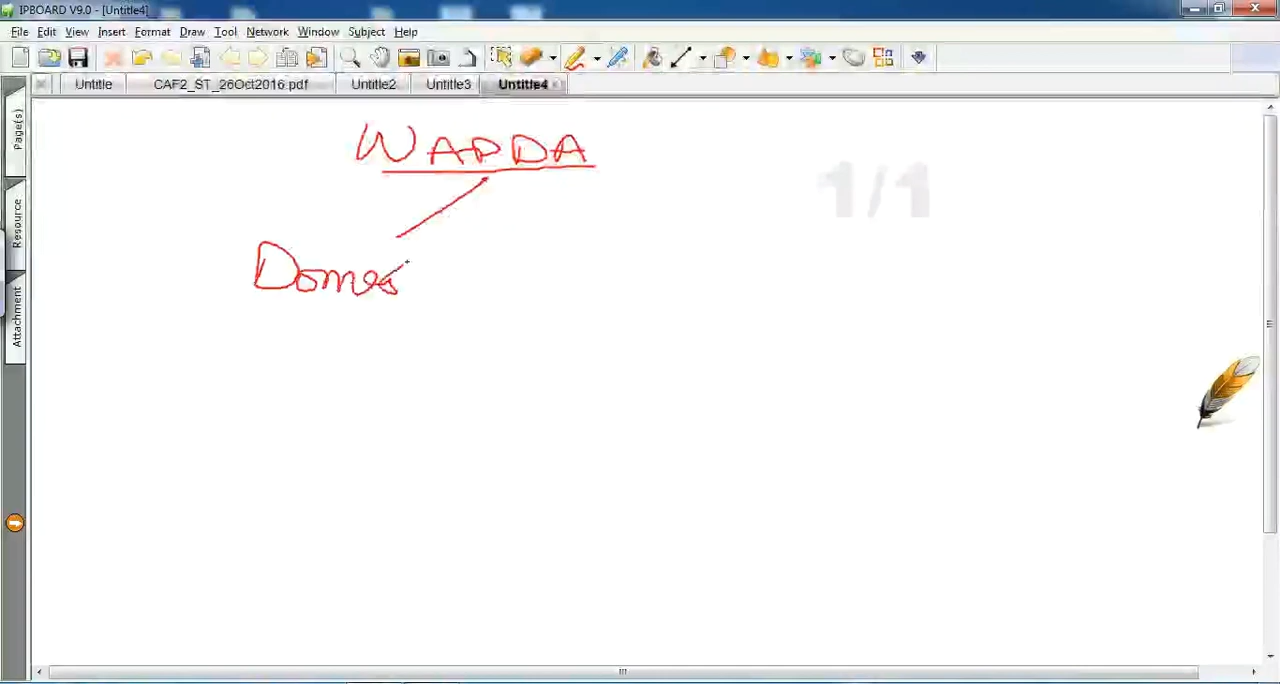 IPBOARD V9.0 - [Untitle4]
File Edit View Insert Format Draw Tool Network Window Subject Help
Untitle CAF2_ST_26Oct2016.pdf Untitle2 Untitle3 Untitle4
Page(s)
Resource
Attachment
WAPDA
1/1
Domes